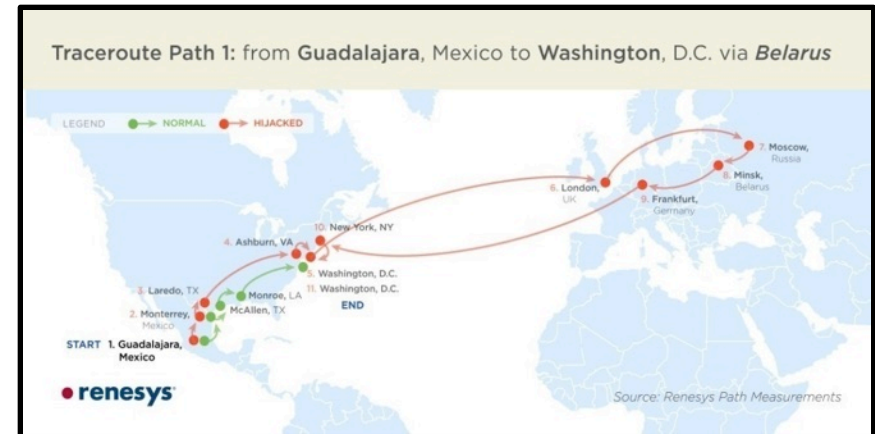 Traceroute Path 1: from Guadalajara, Mexico to Washington, D.C. via Belarus
LEGEND NORMAL HIJACKED
7. Moscow,
Russia
8. Minsk,
Belarus
6. London,
UK
9. Frankfurt,
Germany
10. New York, NY
4. Ashburn, VA
5. Washington, D.C.
11. Washington, D.C.
END
3. Laredo, TX
Monroe, LA
McAllen, TX
2. Monterrey,
Mexico
START 1. Guadalajara,
Mexico
renesys
Source: Renesys Path Measurements